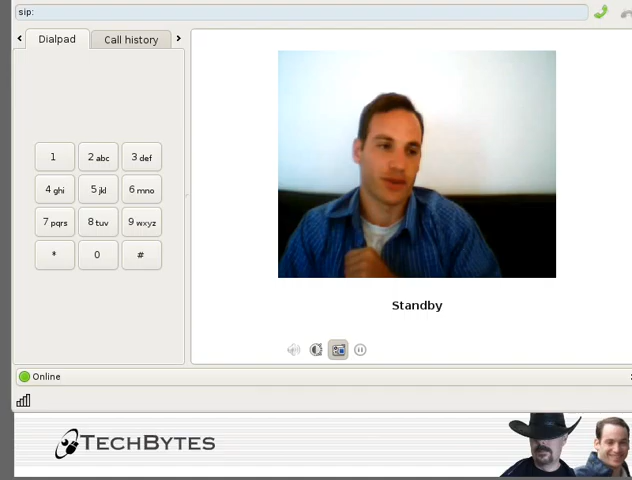 sip:
Dialpad
Call history
1
2 abc
3 def
4 ghi
5 jkl
6 mno
7 pqrs
8 tuv
9 wxyz
*
0
#
Standby
Online
TECHBYTES